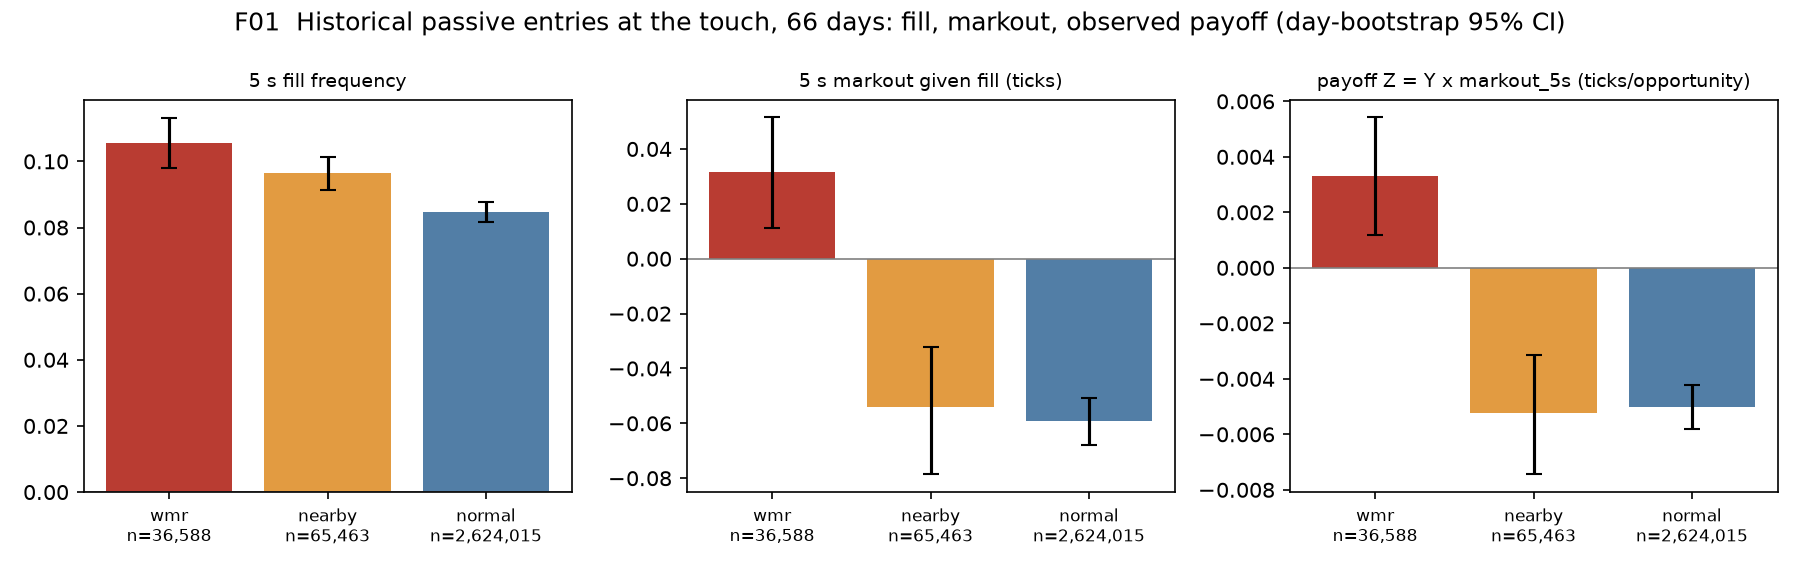 F01  Historical passive entries at the touch, 66 days: fill, markout, observed payoff (day-bootstrap 95% CI)
5 s fill frequency
0.10
0.08
0.06
0.04
0.02
0.00
wmr
n=36,588
nearby
n=65,463
normal
n=2,624,015
5 s markout given fill (ticks)
0.04
0.02
0.00
−0.02
−0.04
−0.06
−0.08
wmr
n=36,588
nearby
n=65,463
normal
n=2,624,015
payoff Z = Y x markout_5s (ticks/opportunity)
0.006
0.004
0.002
0.000
−0.002
−0.004
−0.006
−0.008
wmr
n=36,588
nearby
n=65,463
normal
n=2,624,015